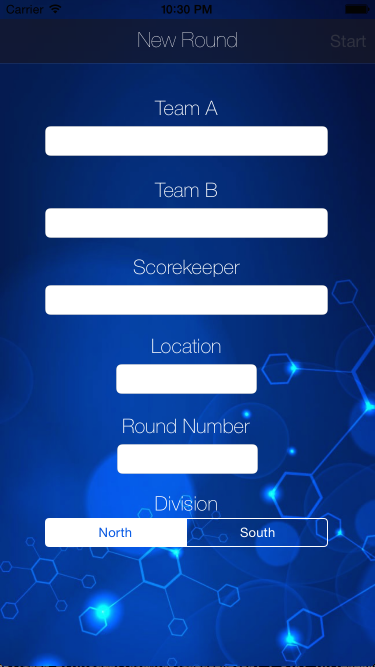 Carrier 10:30 PM
New Round Start
Team A
Team B
Scorekeeper
Location
Round Number
Division
North South